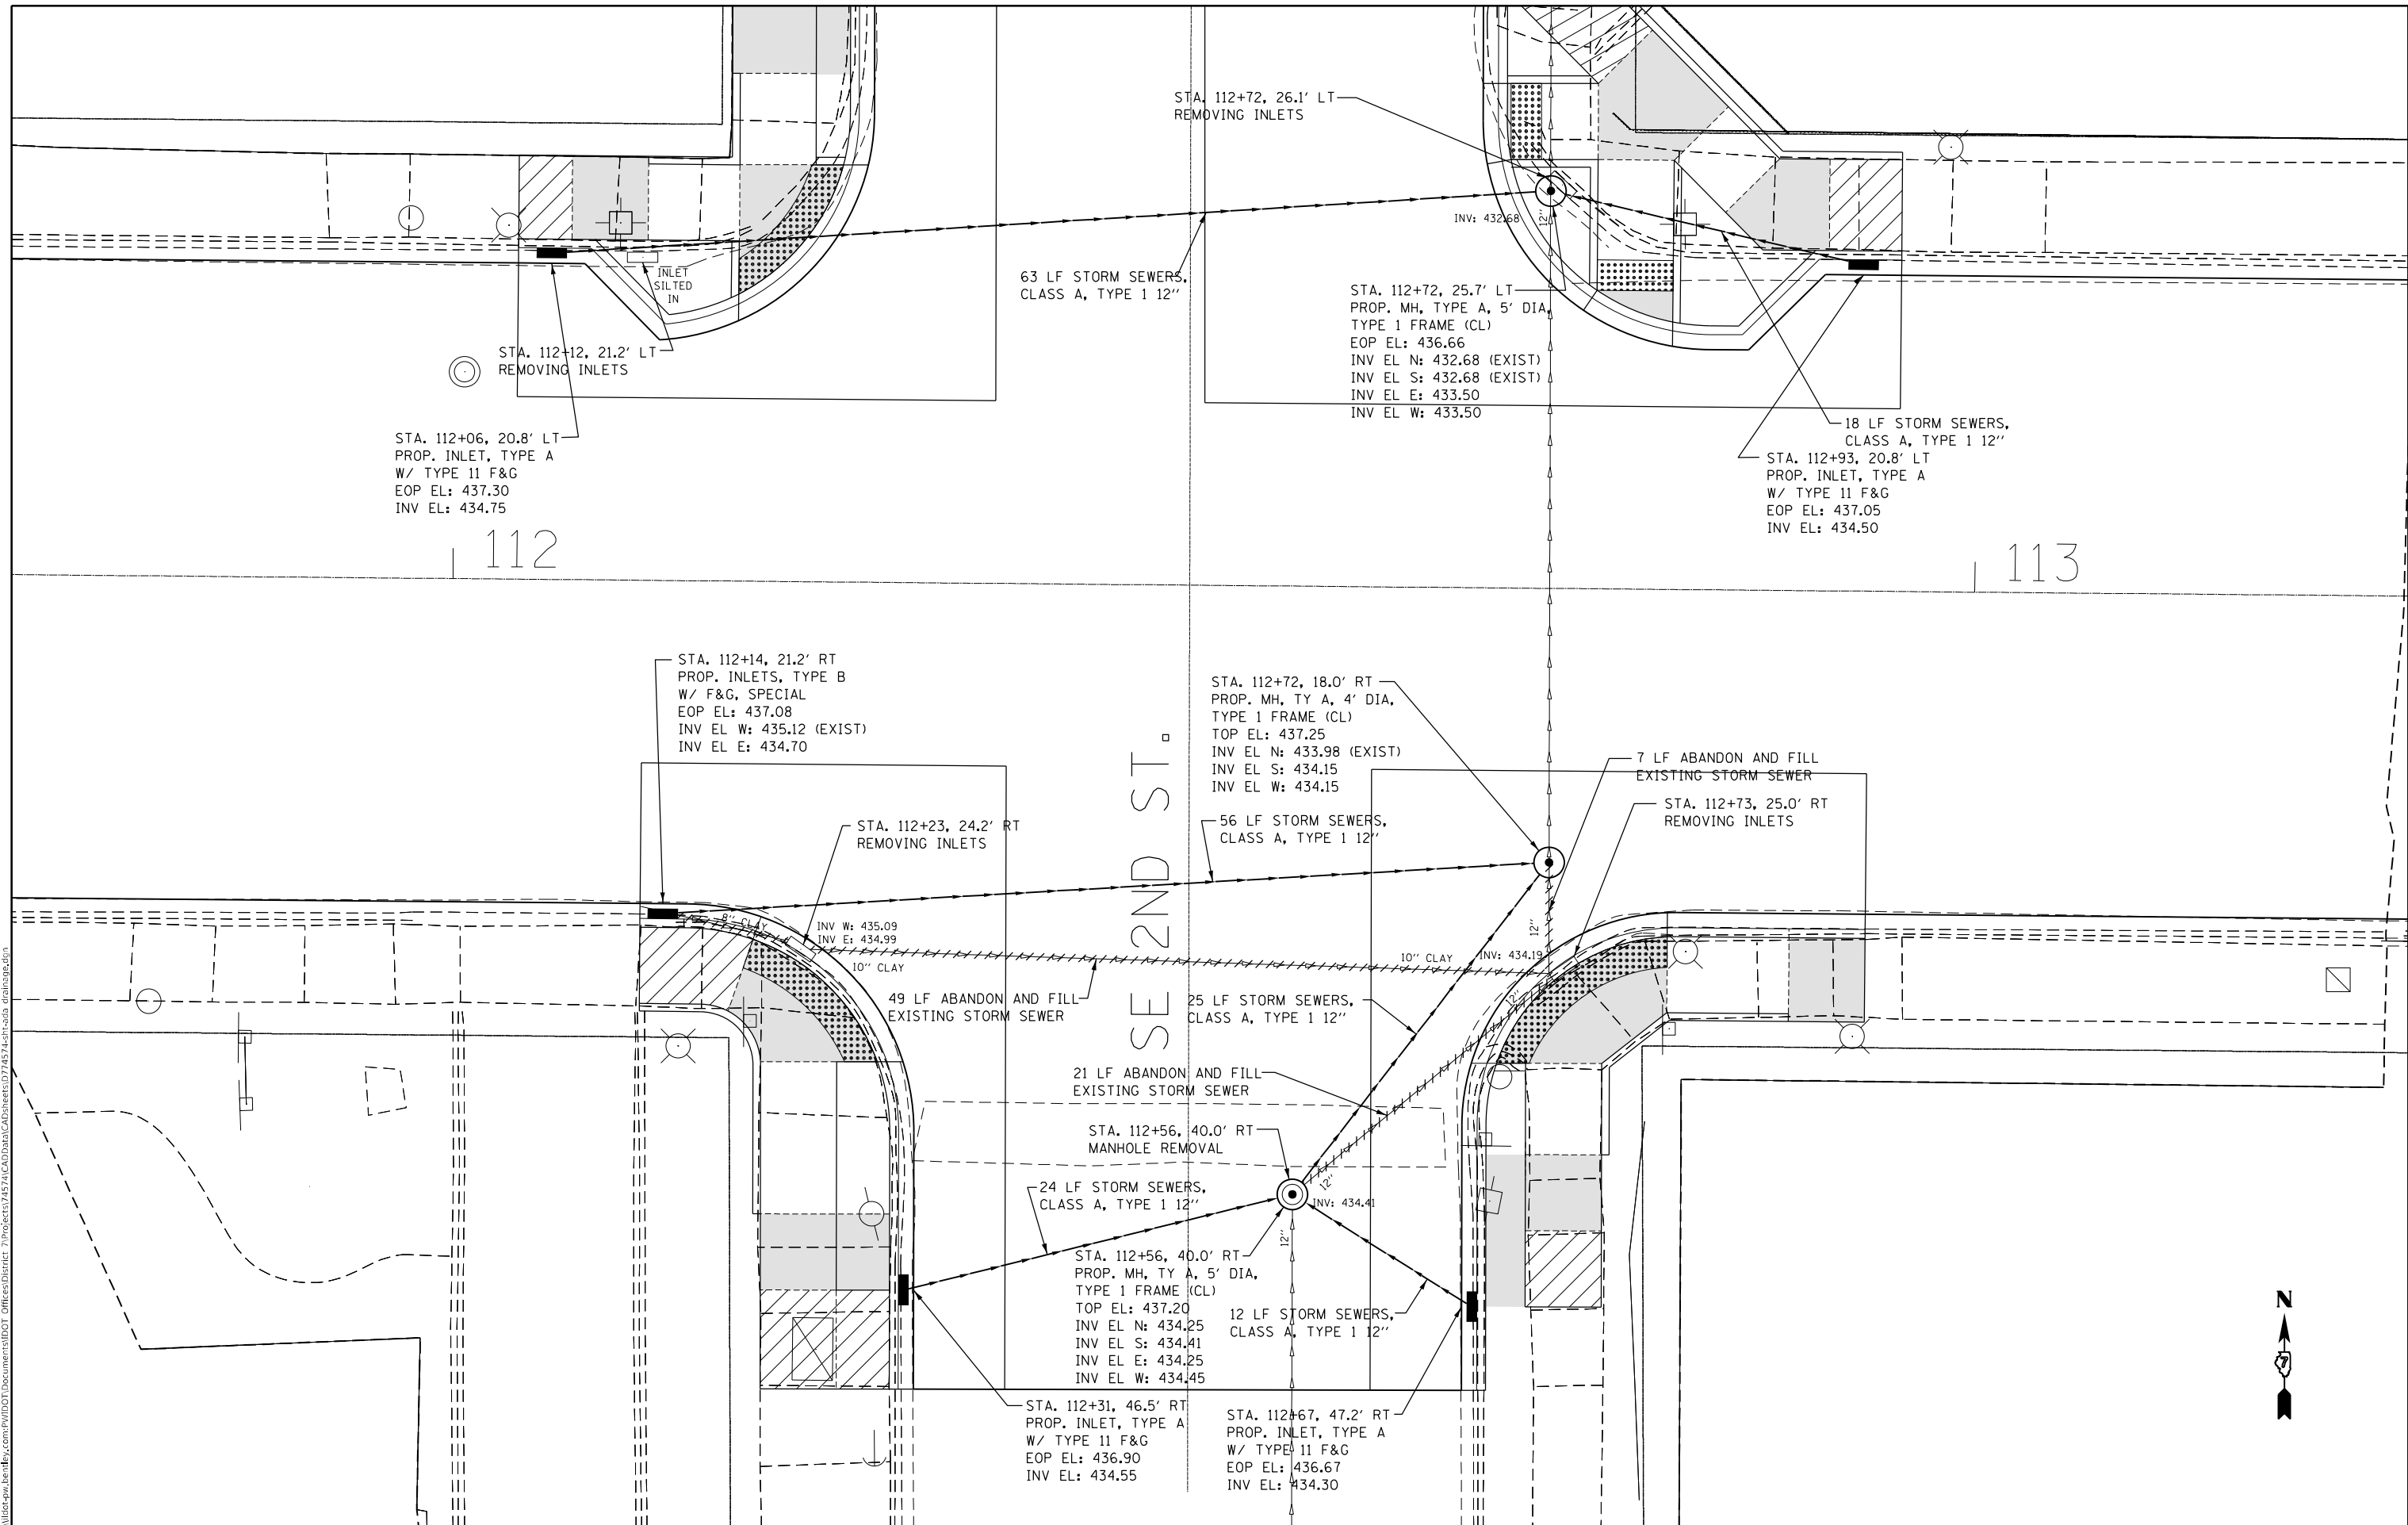 STA. 112+72, 26.1' LT
REMOVING INLETS
INV: 432.68
12"
63 LF STORM SEWERS,
CLASS A, TYPE 1 12"
INLET
SILTED
IN
STA. 112+72, 25.7' LT
PROP. MH, TYPE A, 5' DIA,
TYPE 1 FRAME (CL)
EOP EL: 436.66
INV EL N: 432.68 (EXIST)
INV EL S: 432.68 (EXIST)
INV EL E: 433.50
INV EL W: 433.50
STA. 112+12, 21.2' LT
REMOVING INLETS
18 LF STORM SEWERS,
CLASS A, TYPE 1 12"
STA. 112+06, 20.8' LT
PROP. INLET, TYPE A
W/ TYPE 11 F&G
EOP EL: 437.30
INV EL: 434.75
STA. 112+93, 20.8' LT
PROP. INLET, TYPE A
W/ TYPE 11 F&G
EOP EL: 437.05
INV EL: 434.50
112
113
STA. 112+14, 21.2' RT
PROP. INLETS, TYPE B
W/ F&G, SPECIAL
EOP EL: 437.08
INV EL W: 435.12 (EXIST)
INV EL E: 434.70
STA. 112+72, 18.0' RT
PROP. MH, TY A, 4' DIA,
TYPE 1 FRAME (CL)
TOP EL: 437.25
INV EL N: 433.98 (EXIST)
INV EL S: 434.15
INV EL W: 434.15
7 LF ABANDON AND FILL
EXISTING STORM SEWER
STA. 112+73, 25.0' RT
REMOVING INLETS
SE 2ND ST.
STA. 112+23, 24.2' RT
REMOVING INLETS
56 LF STORM SEWERS,
CLASS A, TYPE 1 12"
8" CLAY
INV W: 435.09
INV E: 434.99
10" CLAY
12"
10" CLAY
INV: 434.19
12"
49 LF ABANDON AND FILL
EXISTING STORM SEWER
25 LF STORM SEWERS,
CLASS A, TYPE 1 12"
21 LF ABANDON AND FILL
EXISTING STORM SEWER
STA. 112+56, 40.0' RT
MANHOLE REMOVAL
24 LF STORM SEWERS,
CLASS A, TYPE 1 12"
12"
INV: 434.41
12"
STA. 112+56, 40.0' RT
PROP. MH, TY A, 5' DIA,
TYPE 1 FRAME (CL)
TOP EL: 437.20
INV EL N: 434.25
INV EL S: 434.41
INV EL E: 434.25
INV EL W: 434.45
12 LF STORM SEWERS,
CLASS A, TYPE 1 12"
STA. 112+31, 46.5' RT
PROP. INLET, TYPE A
W/ TYPE 11 F&G
EOP EL: 436.90
INV EL: 434.55
STA. 112+67, 47.2' RT
PROP. INLET, TYPE A
W/ TYPE 11 F&G
EOP EL: 436.67
INV EL: 434.30
N
7